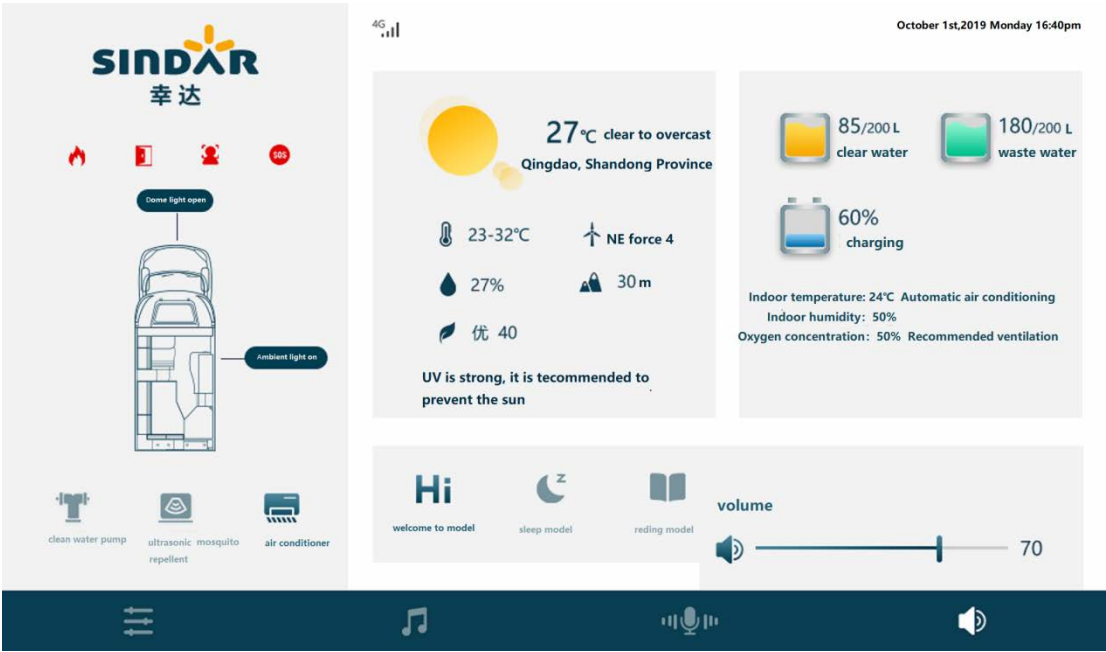 SINDAR
幸达
SOS
Dome light open
Ambient light on
clean water pump
ultrasonic mosquito
repellent
air conditioner
4G
October 1st,2019 Monday 16:40pm
27℃ clear to overcast
Qingdao, Shandong Province
23-32℃
NE force 4
27%
30 m
优 40
UV is strong, it is tecommended to
prevent the sun
85/200 L
clear water
180/200 L
waste water
60%
charging
Indoor temperature: 24℃ Automatic air conditioning
Indoor humidity: 50%
Oxygen concentration: 50% Recommended ventilation
Hi
welcome to model
z
sleep model
reding model
volume
70